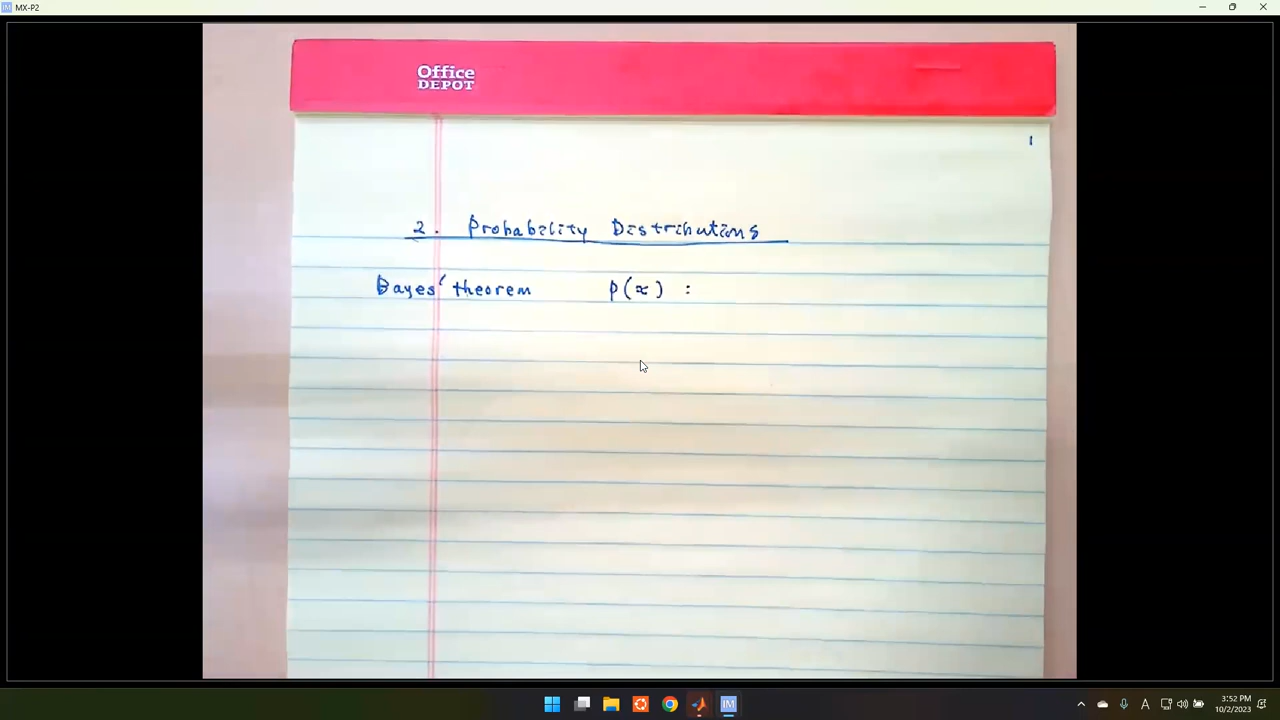 MX-P2
Office
DEPOT
1
2. Probability Distributions
Bayes' theorem p(x) :
3:52 PM
10/2/2023